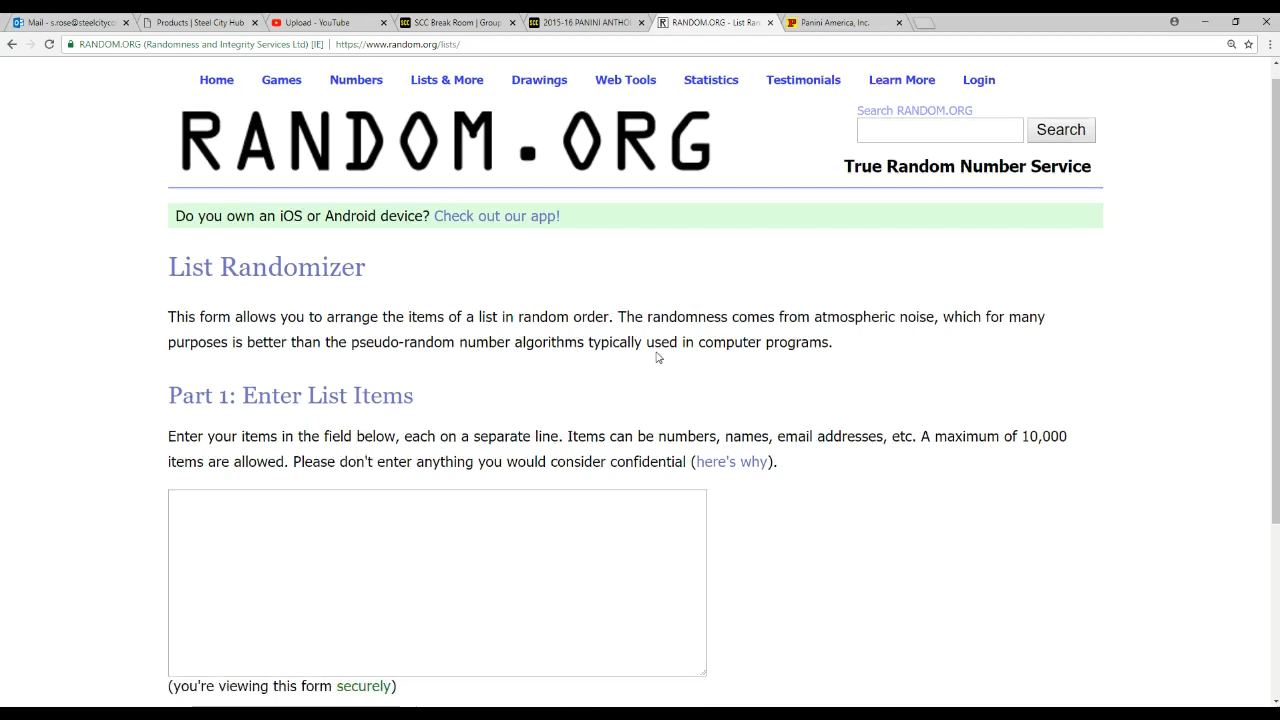 Mail - s.rose@steelcityco
Products | Steel City Hub
Upload - YouTube
SCC Break Room | Group
2015-16 PANINI ANTHO
RANDOM.ORG - List Ran
Panini America, Inc.
RANDOM.ORG (Randomness and Integrity Services Ltd) [IE] | https://www.random.org/lists/
Home Games Numbers Lists & More Drawings Web Tools Statistics Testimonials Learn More Login
RANDOM.ORG
Search RANDOM.ORG
Search
True Random Number Service
Do you own an iOS or Android device? Check out our app!
List Randomizer
This form allows you to arrange the items of a list in random order. The randomness comes from atmospheric noise, which for many
purposes is better than the pseudo-random number algorithms typically used in computer programs.
Part 1: Enter List Items
Enter your items in the field below, each on a separate line. Items can be numbers, names, email addresses, etc. A maximum of 10,000
items are allowed. Please don't enter anything you would consider confidential (here's why).
(you're viewing this form securely)